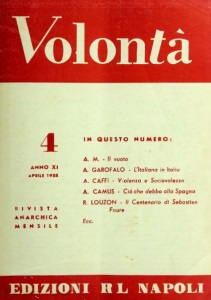 Volontà
4
ANNO XI
APRILE 1958
RIVISTA
ANARCHICA
MENSILE
IN QUESTO NUMERO:
A. M. - Il vuoto
A. GAROFALO - L'Italiana in Italia
A. CAFFI - Violenza e Socievolezza
A. CAMUS - Ciò che debbo alla Spagna
R. LOUZON - Il Centenario di Sebastien
Faure
Ecc.
EDIZIONI RL NAPOLI